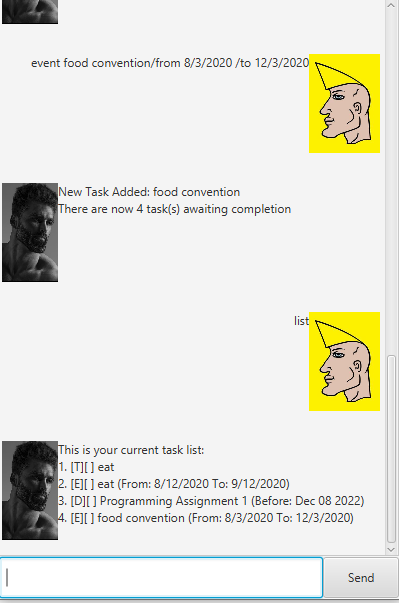 event food convention/from 8/3/2020 /to 12/3/2020
New Task Added: food convention
There are now 4 task(s) awaiting completion
list
This is your current task list:
1. [T][ ] eat
2. [E][ ] eat (From: 8/12/2020 To: 9/12/2020)
3. [D][ ] Programming Assignment 1 (Before: Dec 08 2022)
4. [E][ ] food convention (From: 8/3/2020 To: 12/3/2020)
Send